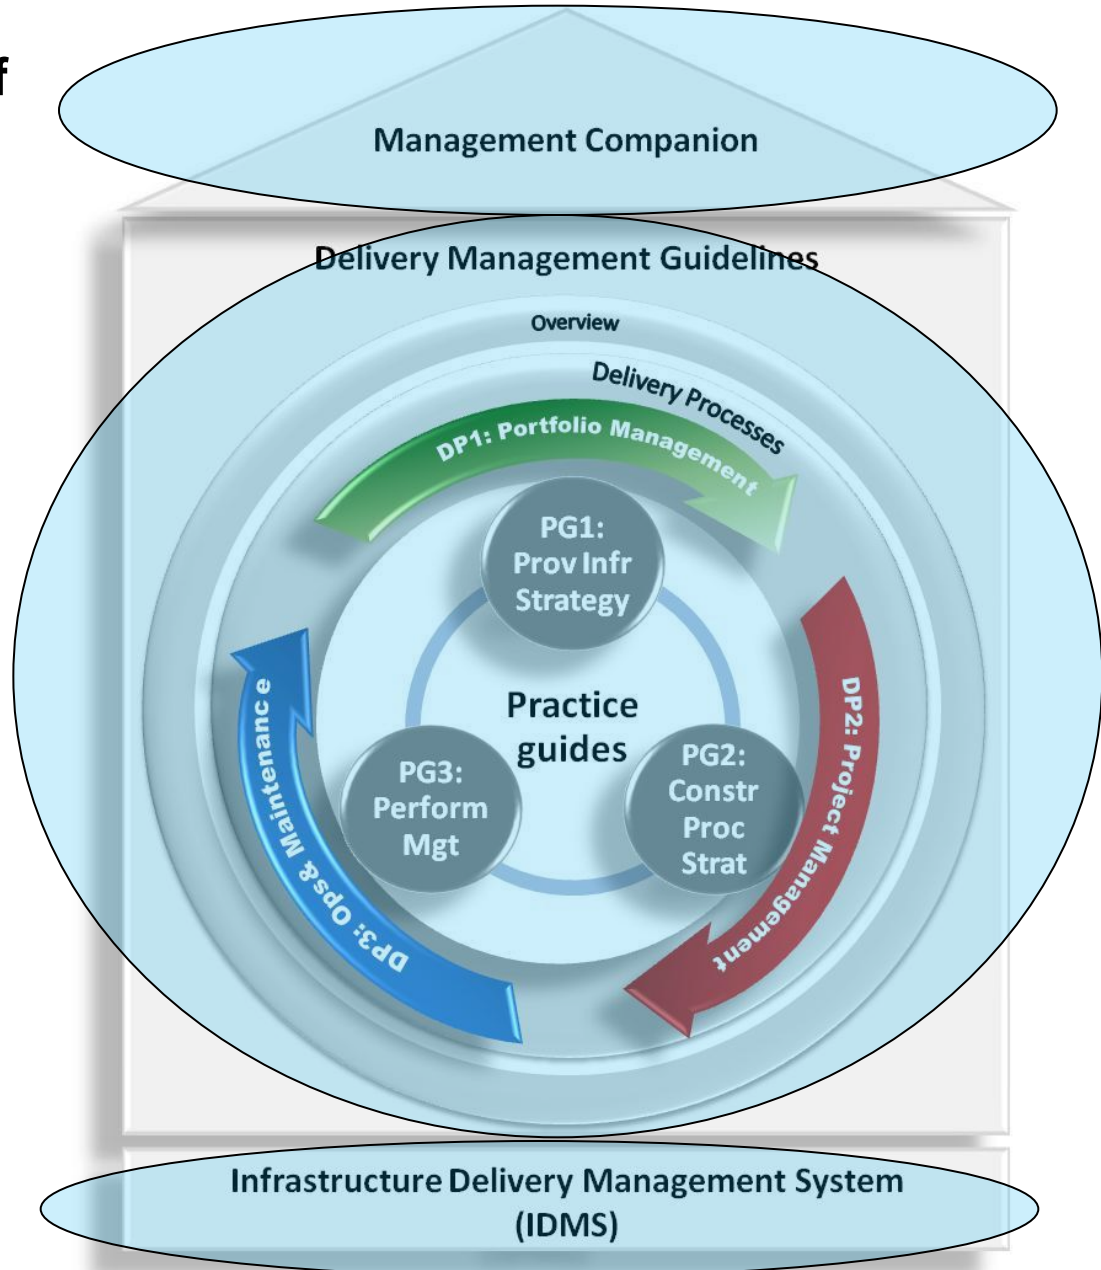 f
Management Companion
Delivery Management Guidelines
Overview
Delivery Processes
DP1: Portfolio Management
PG1:
Prov Infr
Strategy
DP2: Project Management
Practice
guides
PG2:
Constr
Proc
Strat
PG3:
Perform
Mgt
DP3: Ops& Maintenance
Infrastructure Delivery Management System
(IDMS)